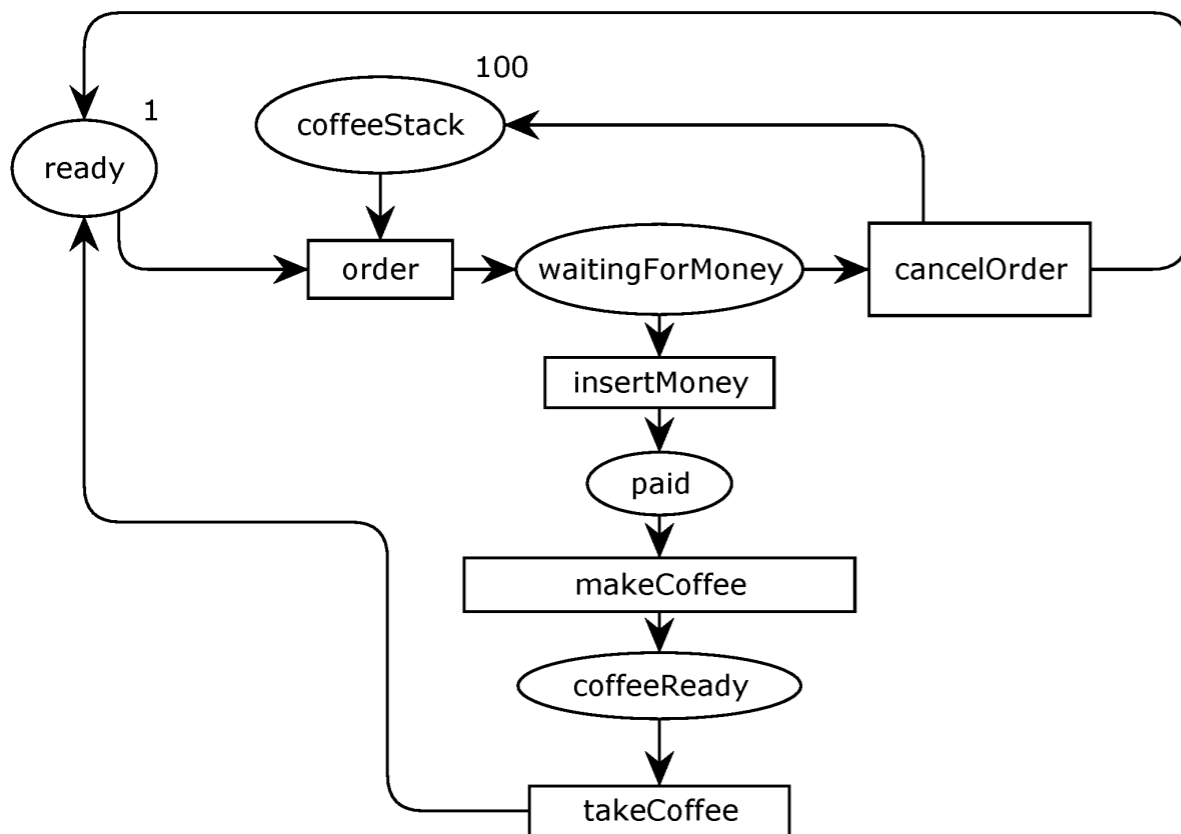 100
1
coffeeStack
ready
order
waitingForMoney
cancelOrder
insertMoney
paid
makeCoffee
coffeeReady
takeCoffee